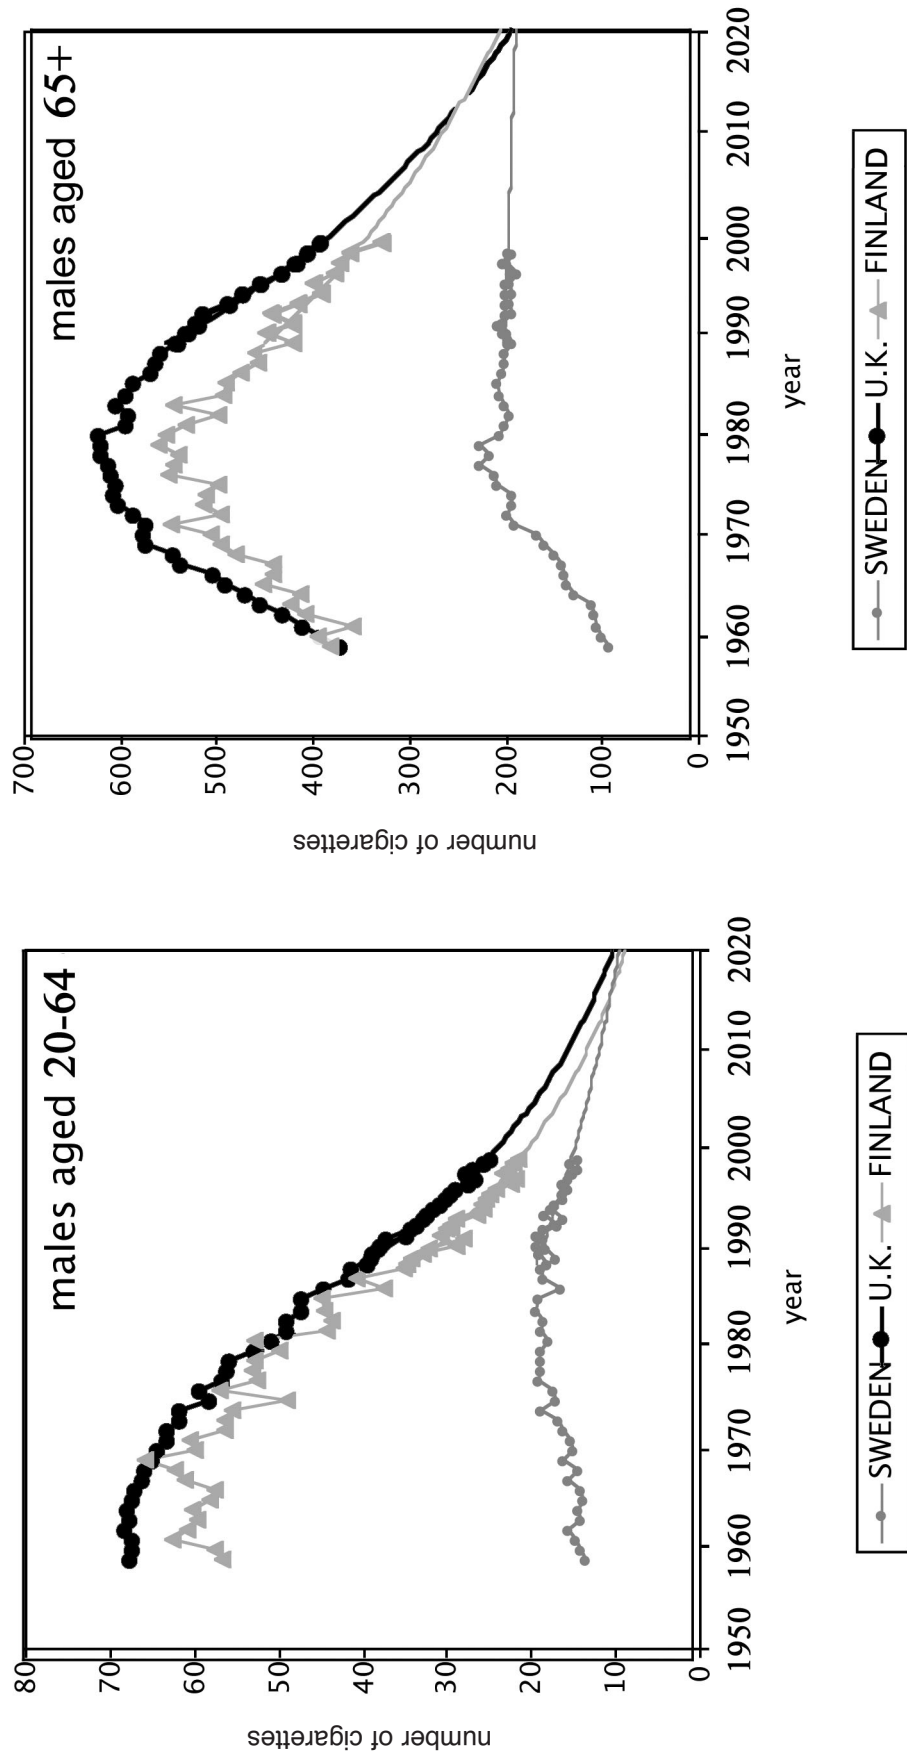 males aged 20-64
80
70
60
50
40
30
20
10
0
number of cigarettes
1950 1960 1970 1980 1990 2000 2010 2020
year
SWEDEN U.K. FINLAND
males aged 65+
700
600
500
400
300
200
100
0
number of cigarettes
1950 1960 1970 1980 1990 2000 2010 2020
year
SWEDEN U.K. FINLAND